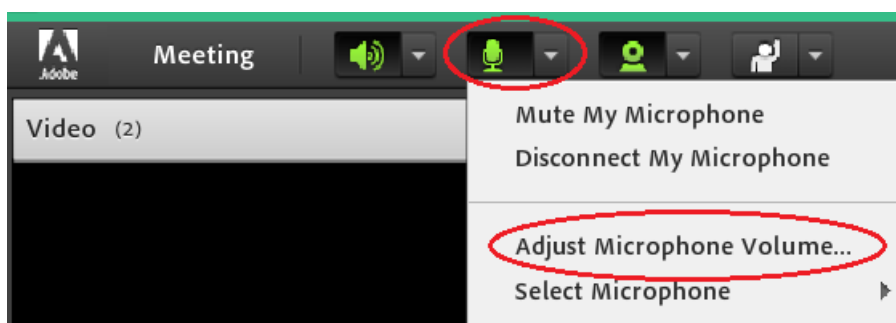 Adobe
Meeting
Video (2)
Mute My Microphone
Disconnect My Microphone
Adjust Microphone Volume...
Select Microphone